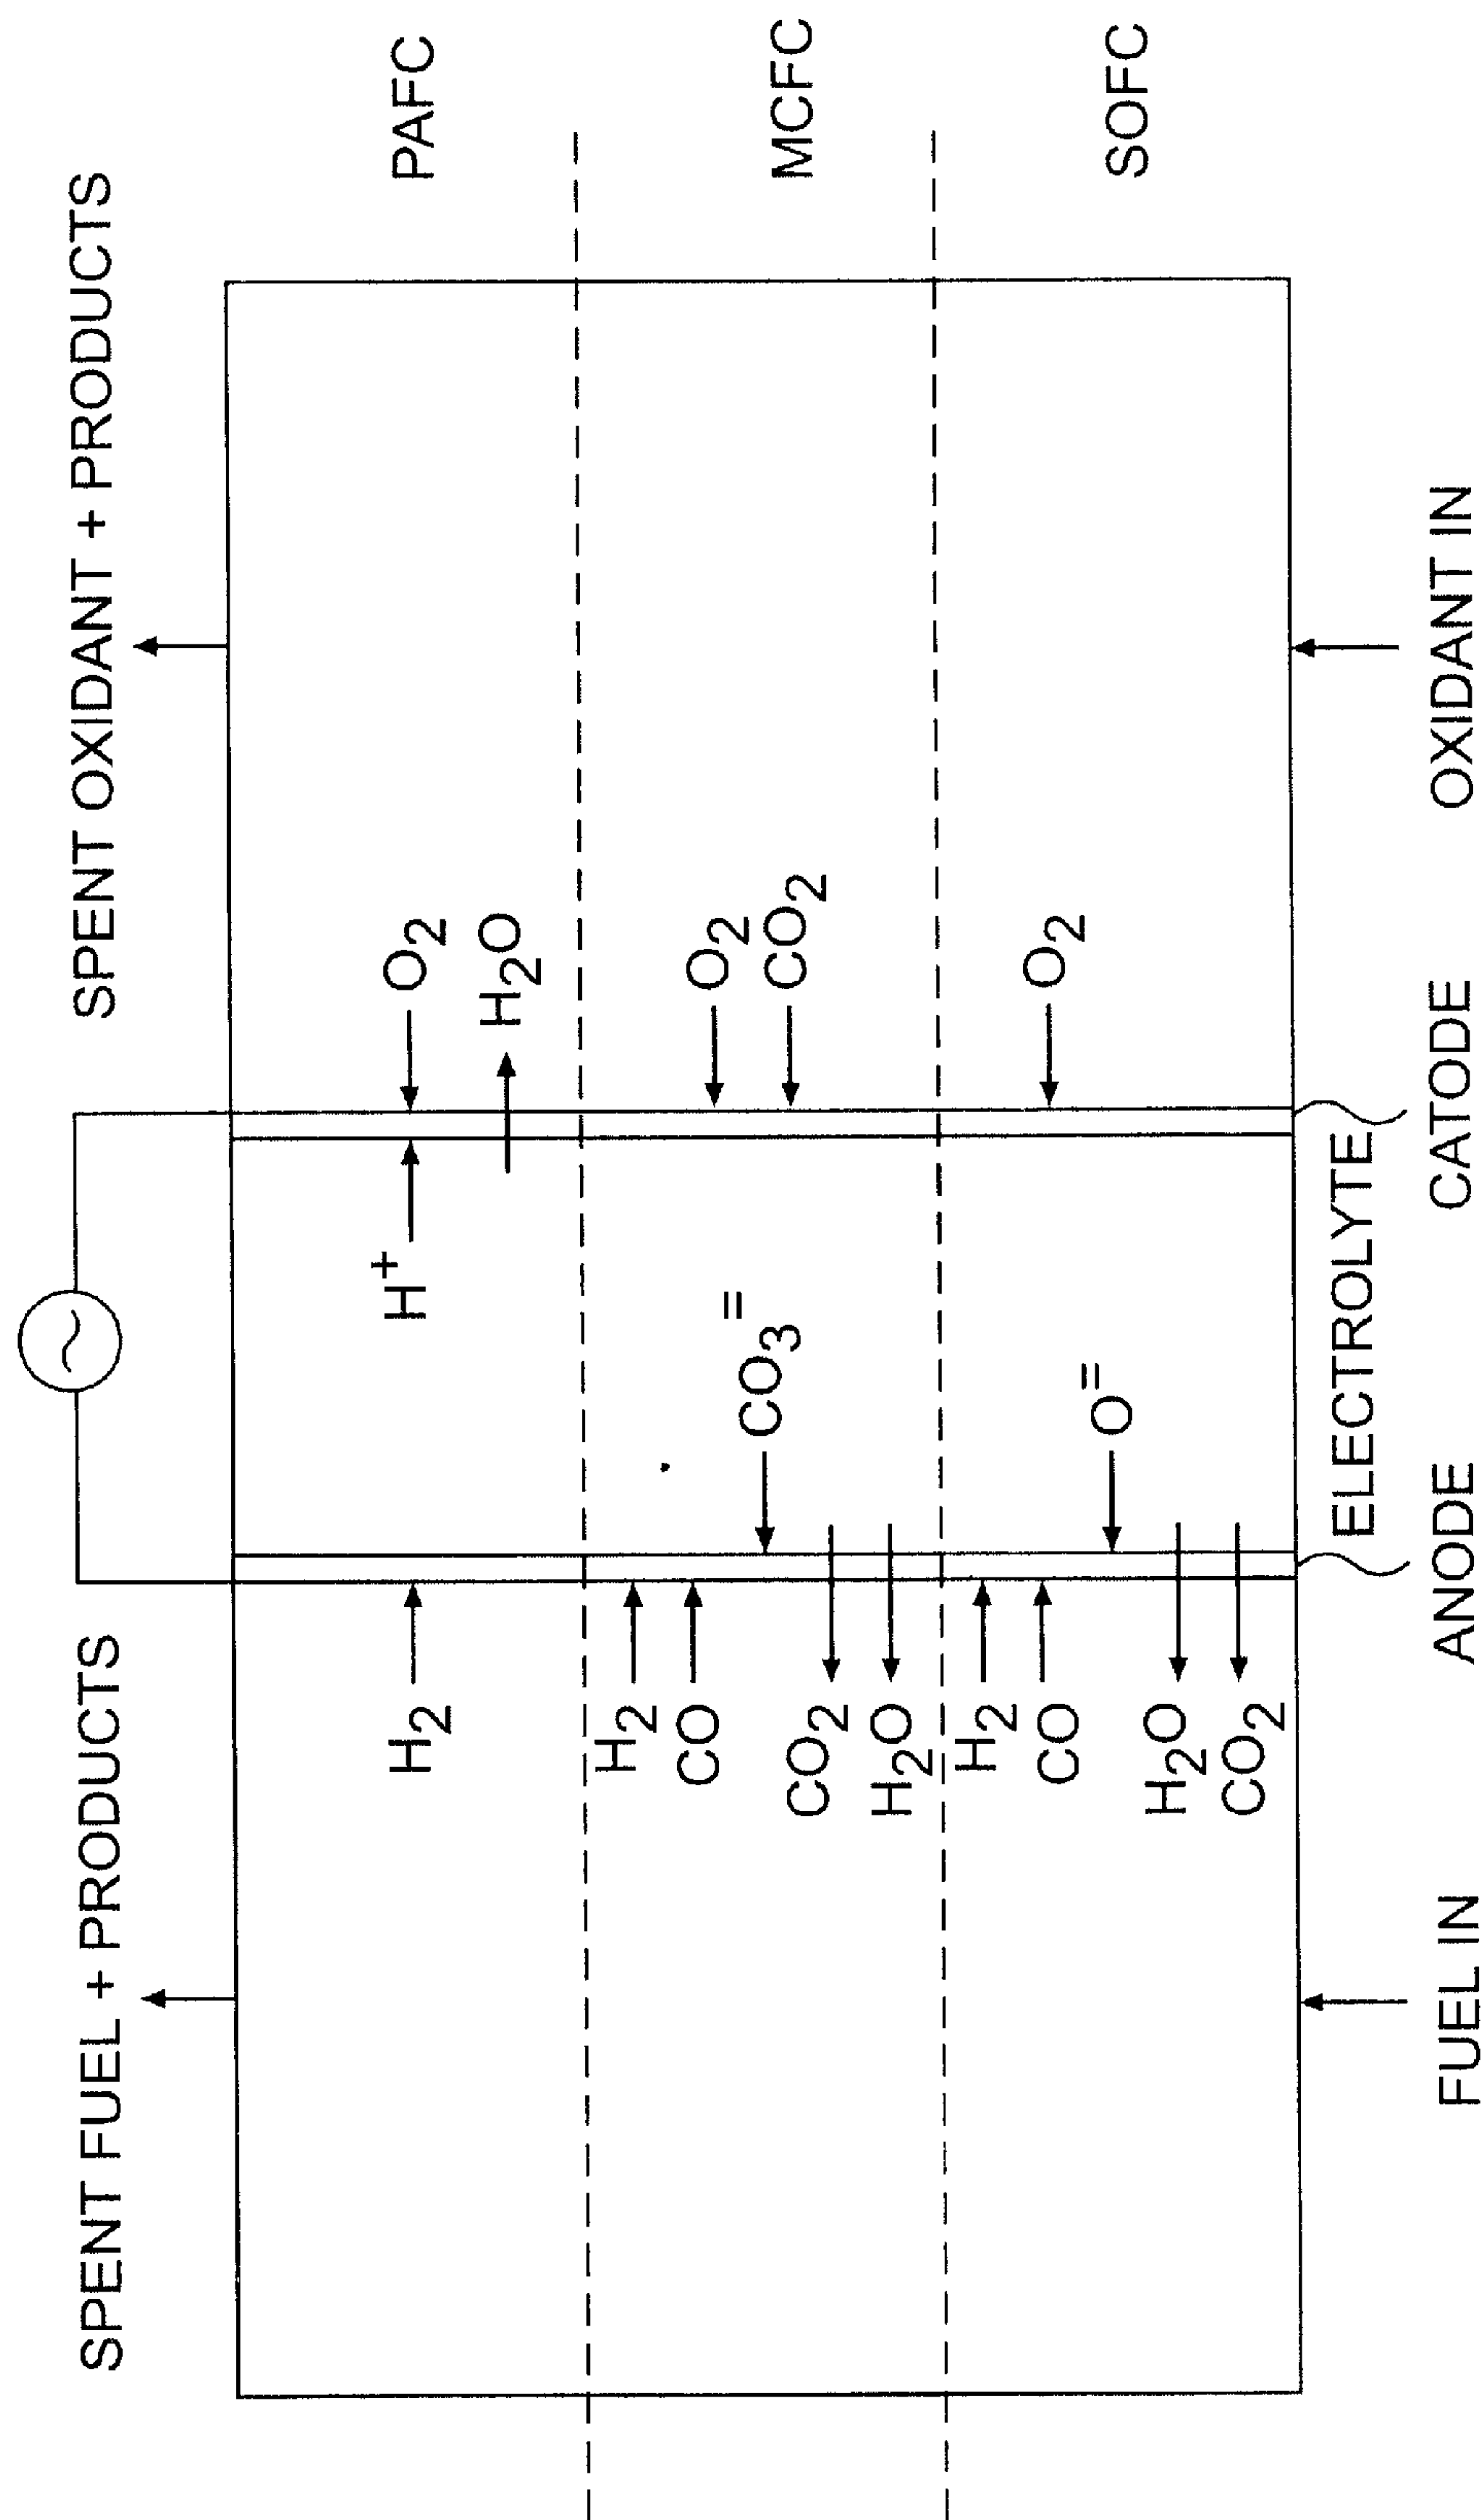 SPENT FUEL + PRODUCTS
SPENT OXIDANT + PRODUCTS
~
H₂
H⁺
O₂
H₂O
PAFC
H₂
CO
CO₃⁼
O₂
CO₂
CO₂
H₂O
MCFC
H₂
CO
O⁼
O₂
H₂O
CO₂
SOFC
ELECTROLYTE
FUEL IN
ANODE
CATODE
OXIDANT IN